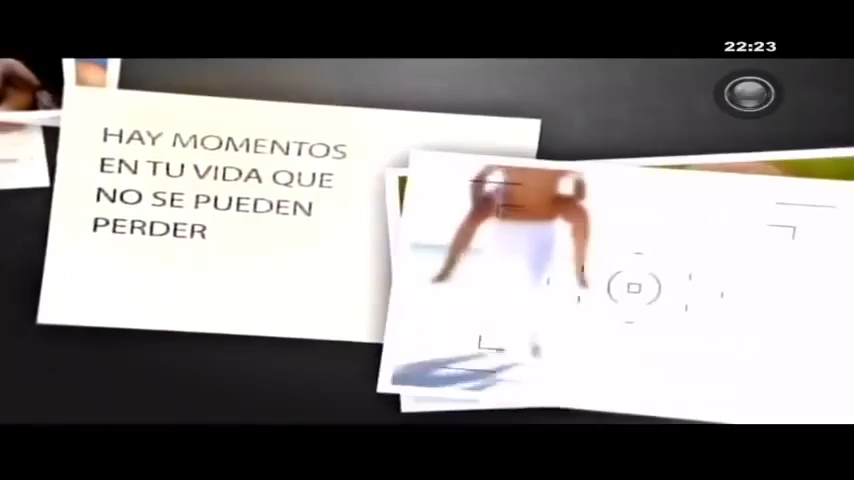 22:23
HAY MOMENTOS
EN TU VIDA QUE
NO SE PUEDEN
PERDER